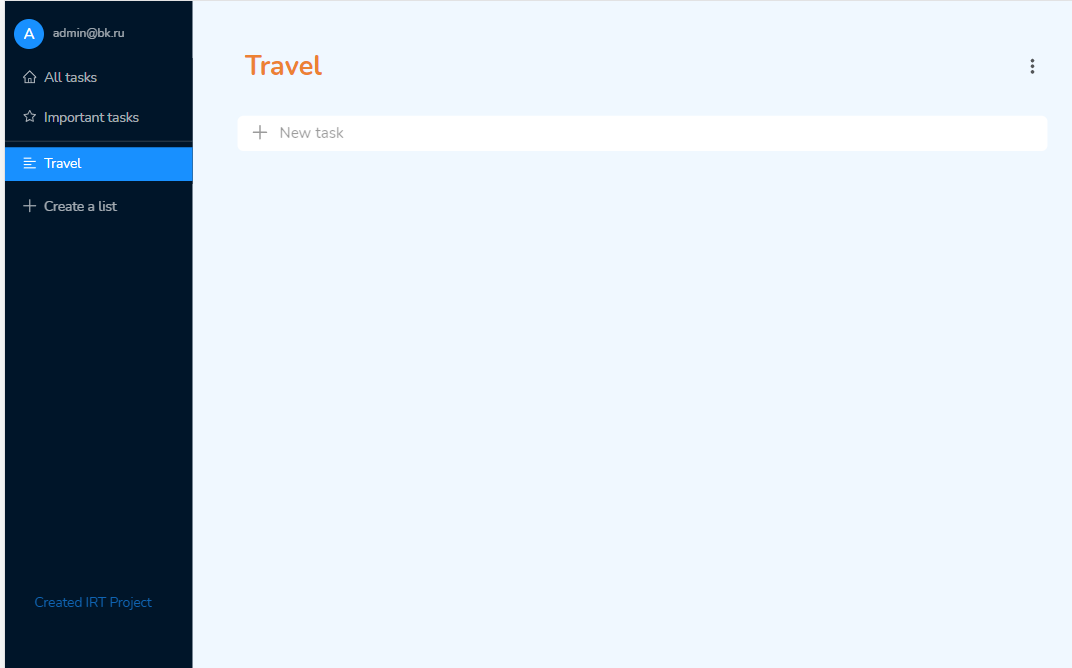 A admin@bk.ru
All tasks
Important tasks
Travel
Create a list
Created IRT Project
Travel
New task